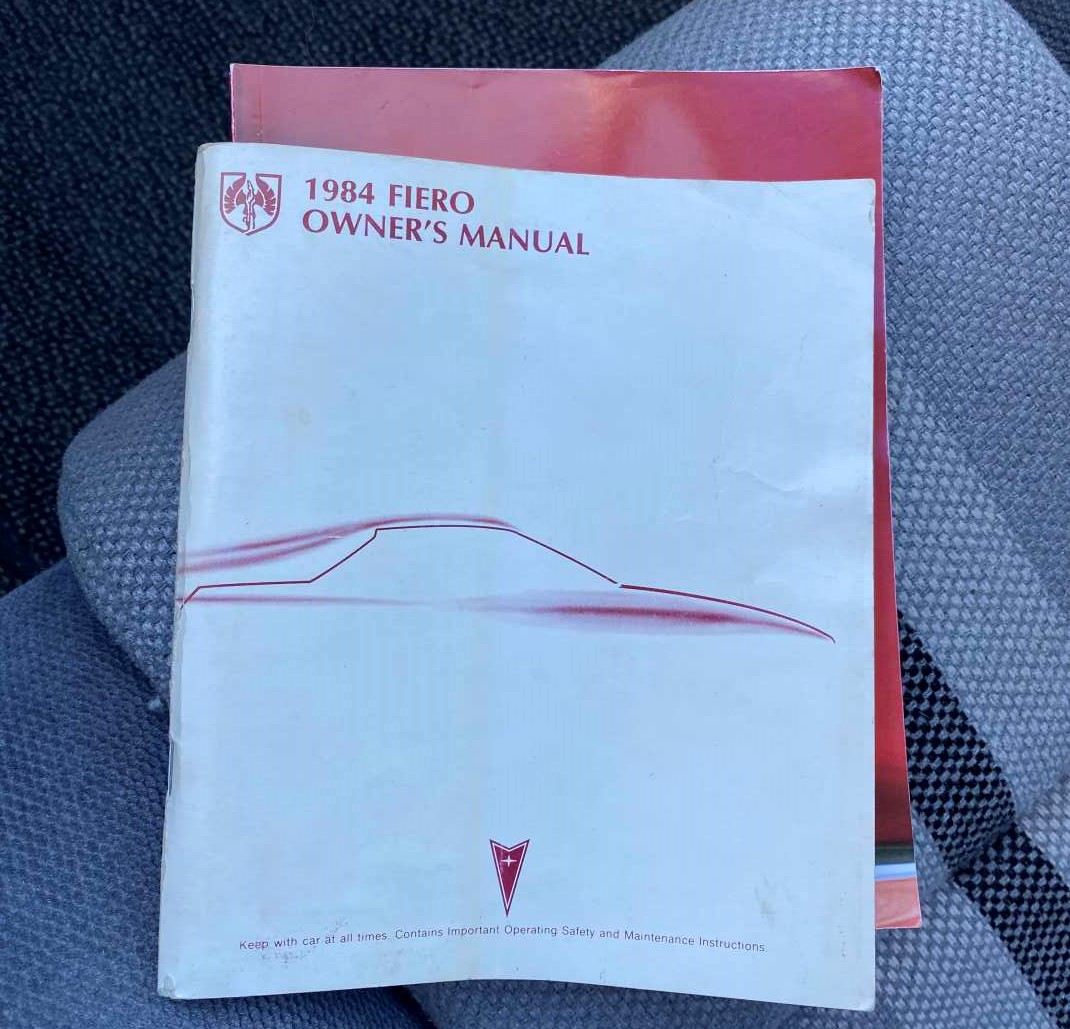 1984 FIERO
OWNER'S MANUAL
Keep with car at all times. Contains Important Operating Safety and Maintenance Instructions